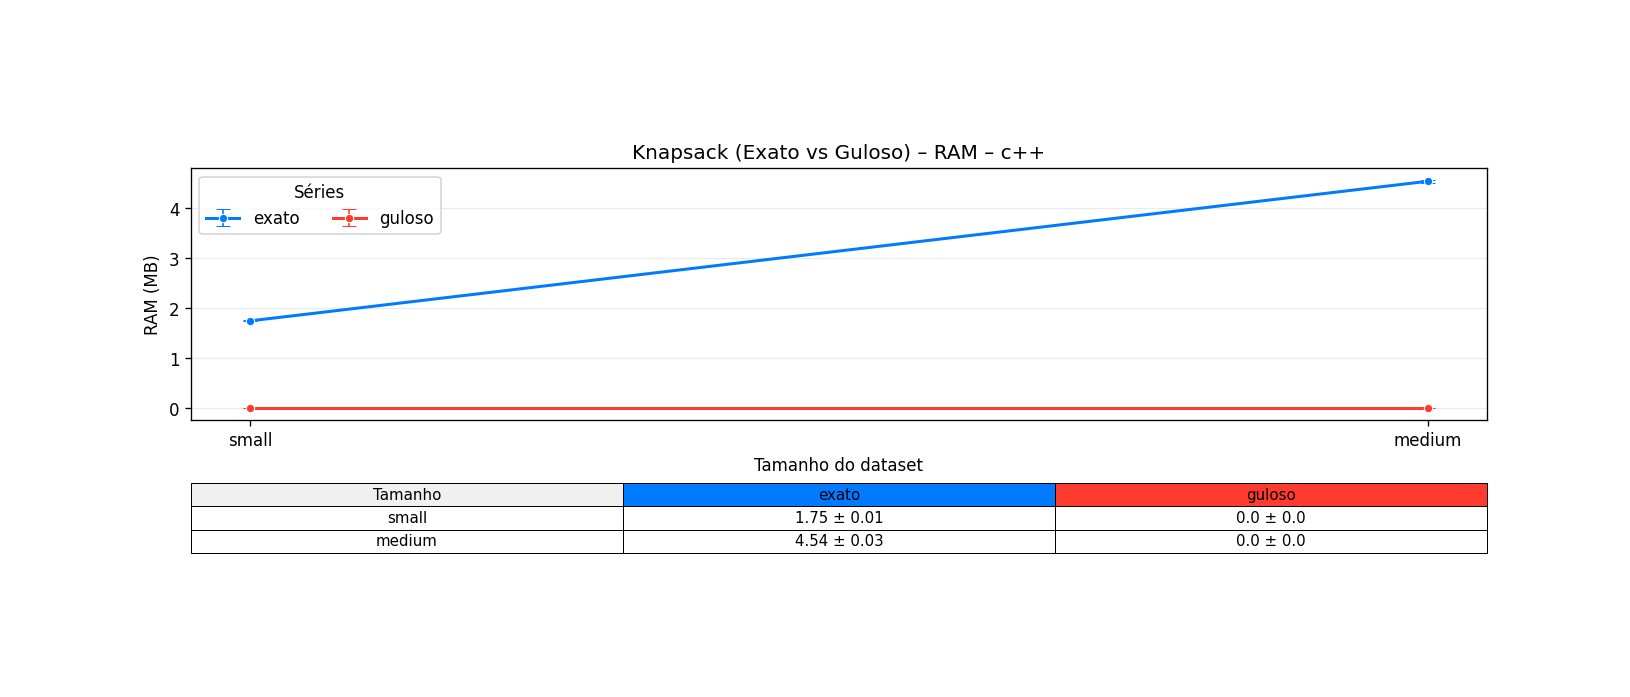 Knapsack (Exato vs Guloso) – RAM – c++
Séries
exato guloso
RAM (MB)
4
3
2
1
0
small medium
Tamanho do dataset
Tamanho exato guloso
small 1.75 ± 0.01 0.0 ± 0.0
medium 4.54 ± 0.03 0.0 ± 0.0